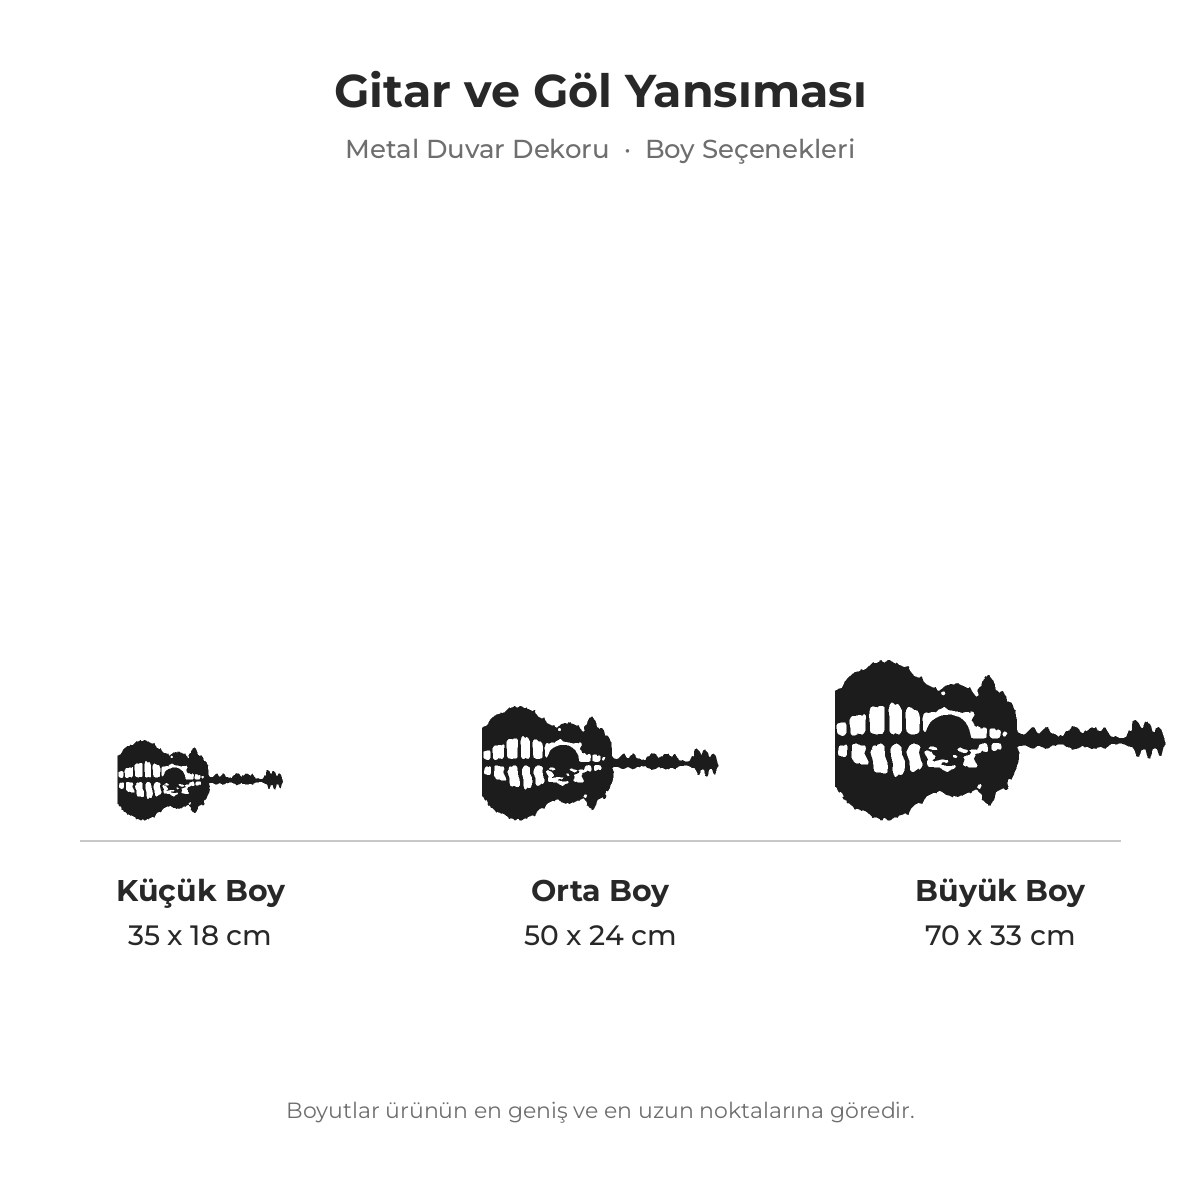 Gitar ve Göl Yansıması
Metal Duvar Dekoru · Boy Seçenekleri
Küçük Boy
35 x 18 cm
Orta Boy
50 x 24 cm
Büyük Boy
70 x 33 cm
Boyutlar ürünün en geniş ve en uzun noktalarına göredir.